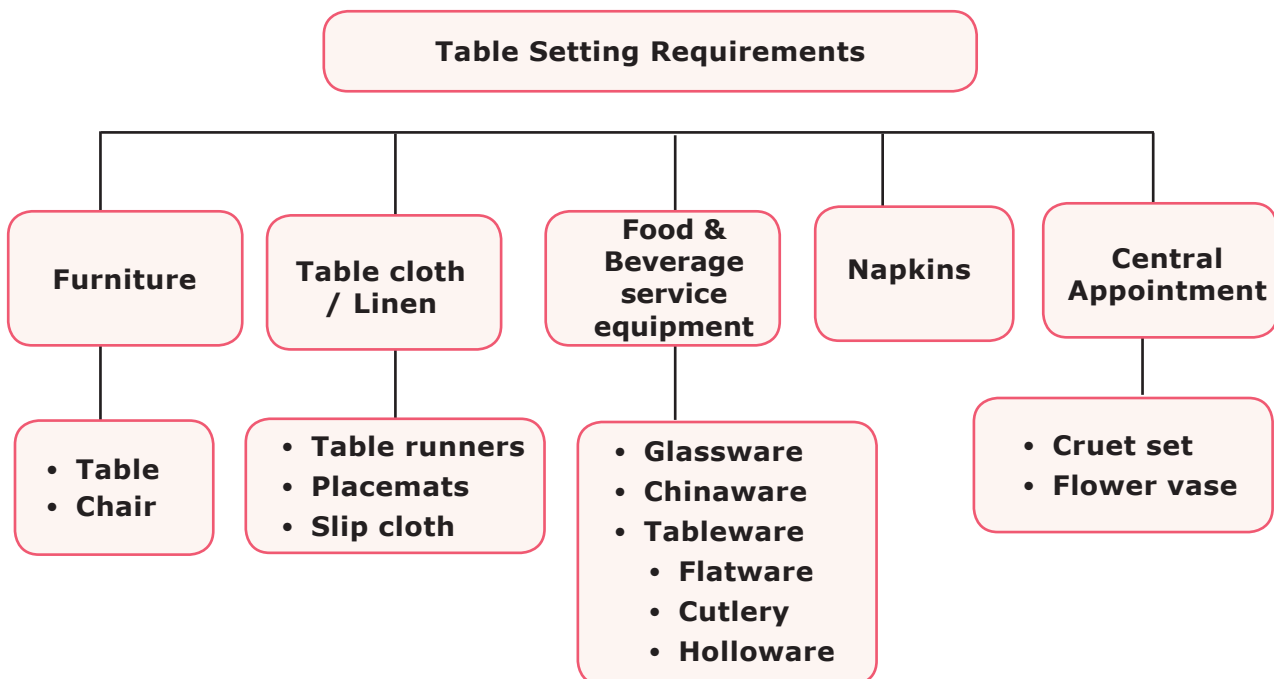 Table Setting Requirements
Furniture
Table cloth
/ Linen
Food &
Beverage
service
equipment
Napkins
Central
Appointment
• Table
• Chair
• Table runners
• Placemats
• Slip cloth
• Glassware
• Chinaware
• Tableware
• Flatware
• Cutlery
• Holloware
• Cruet set
• Flower vase